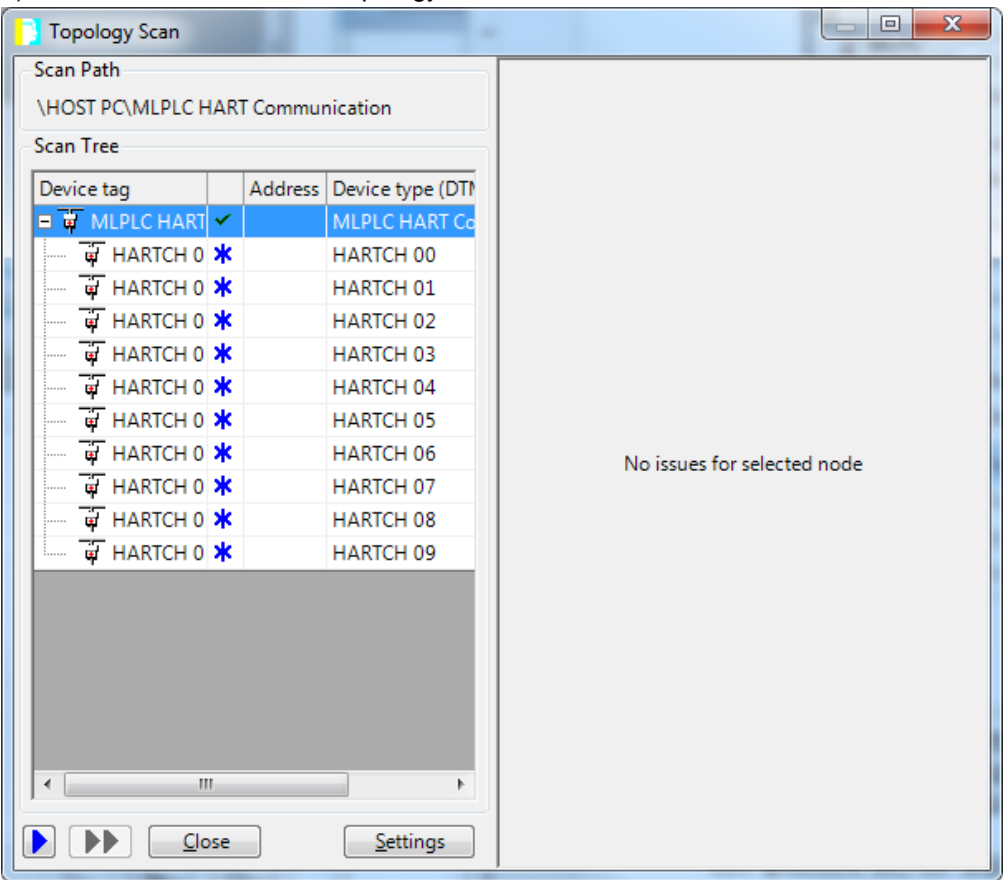 Topology Scan
Scan Path
\HOST PC\MLPLC HART Communication
Scan Tree
Device tag Address Device type (DTM
MLPLC HART MLPLC HART Co
HARTCH 0 HARTCH 00
HARTCH 0 HARTCH 01
HARTCH 0 HARTCH 02
HARTCH 0 HARTCH 03
HARTCH 0 HARTCH 04
HARTCH 0 HARTCH 05
HARTCH 0 HARTCH 06
HARTCH 0 HARTCH 07
HARTCH 0 HARTCH 08
HARTCH 0 HARTCH 09
No issues for selected node
Close Settings